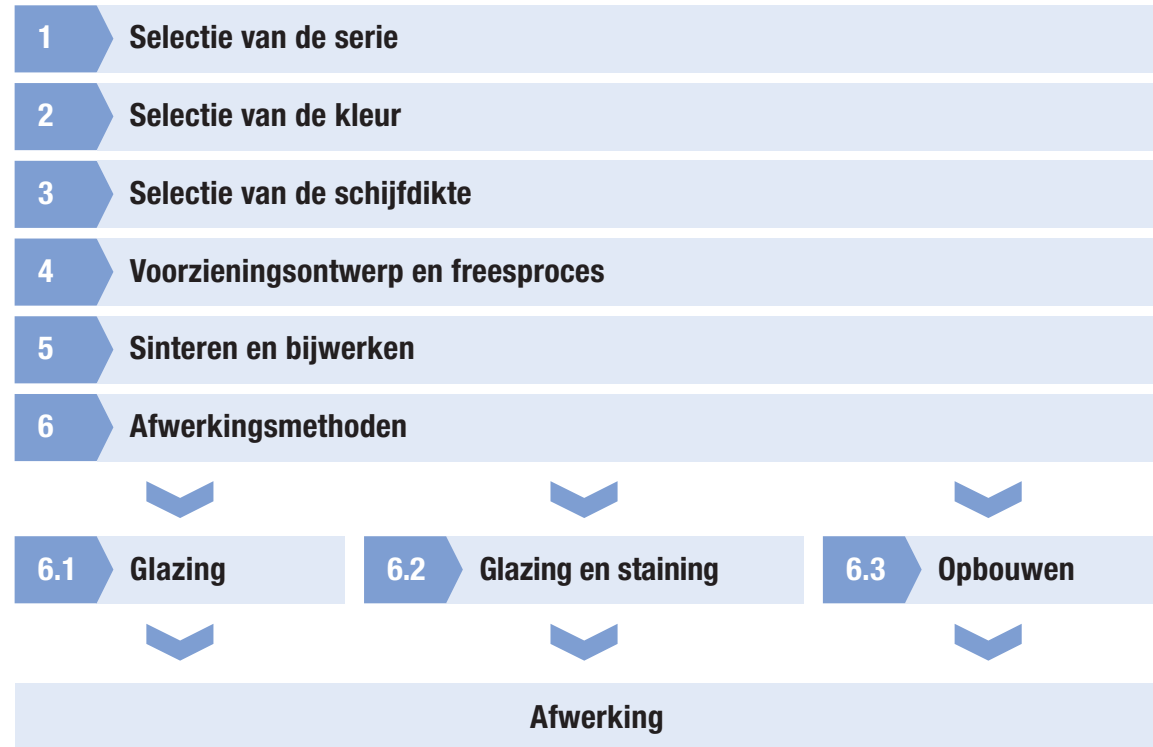 1 Selectie van de serie
2 Selectie van de kleur
3 Selectie van de schijfdikte
4 Voorzieningsontwerp en freesproces
5 Sinteren en bijwerken
6 Afwerkingsmethoden
6.1 Glazing 6.2 Glazing en staining 6.3 Opbouwen
Afwerking